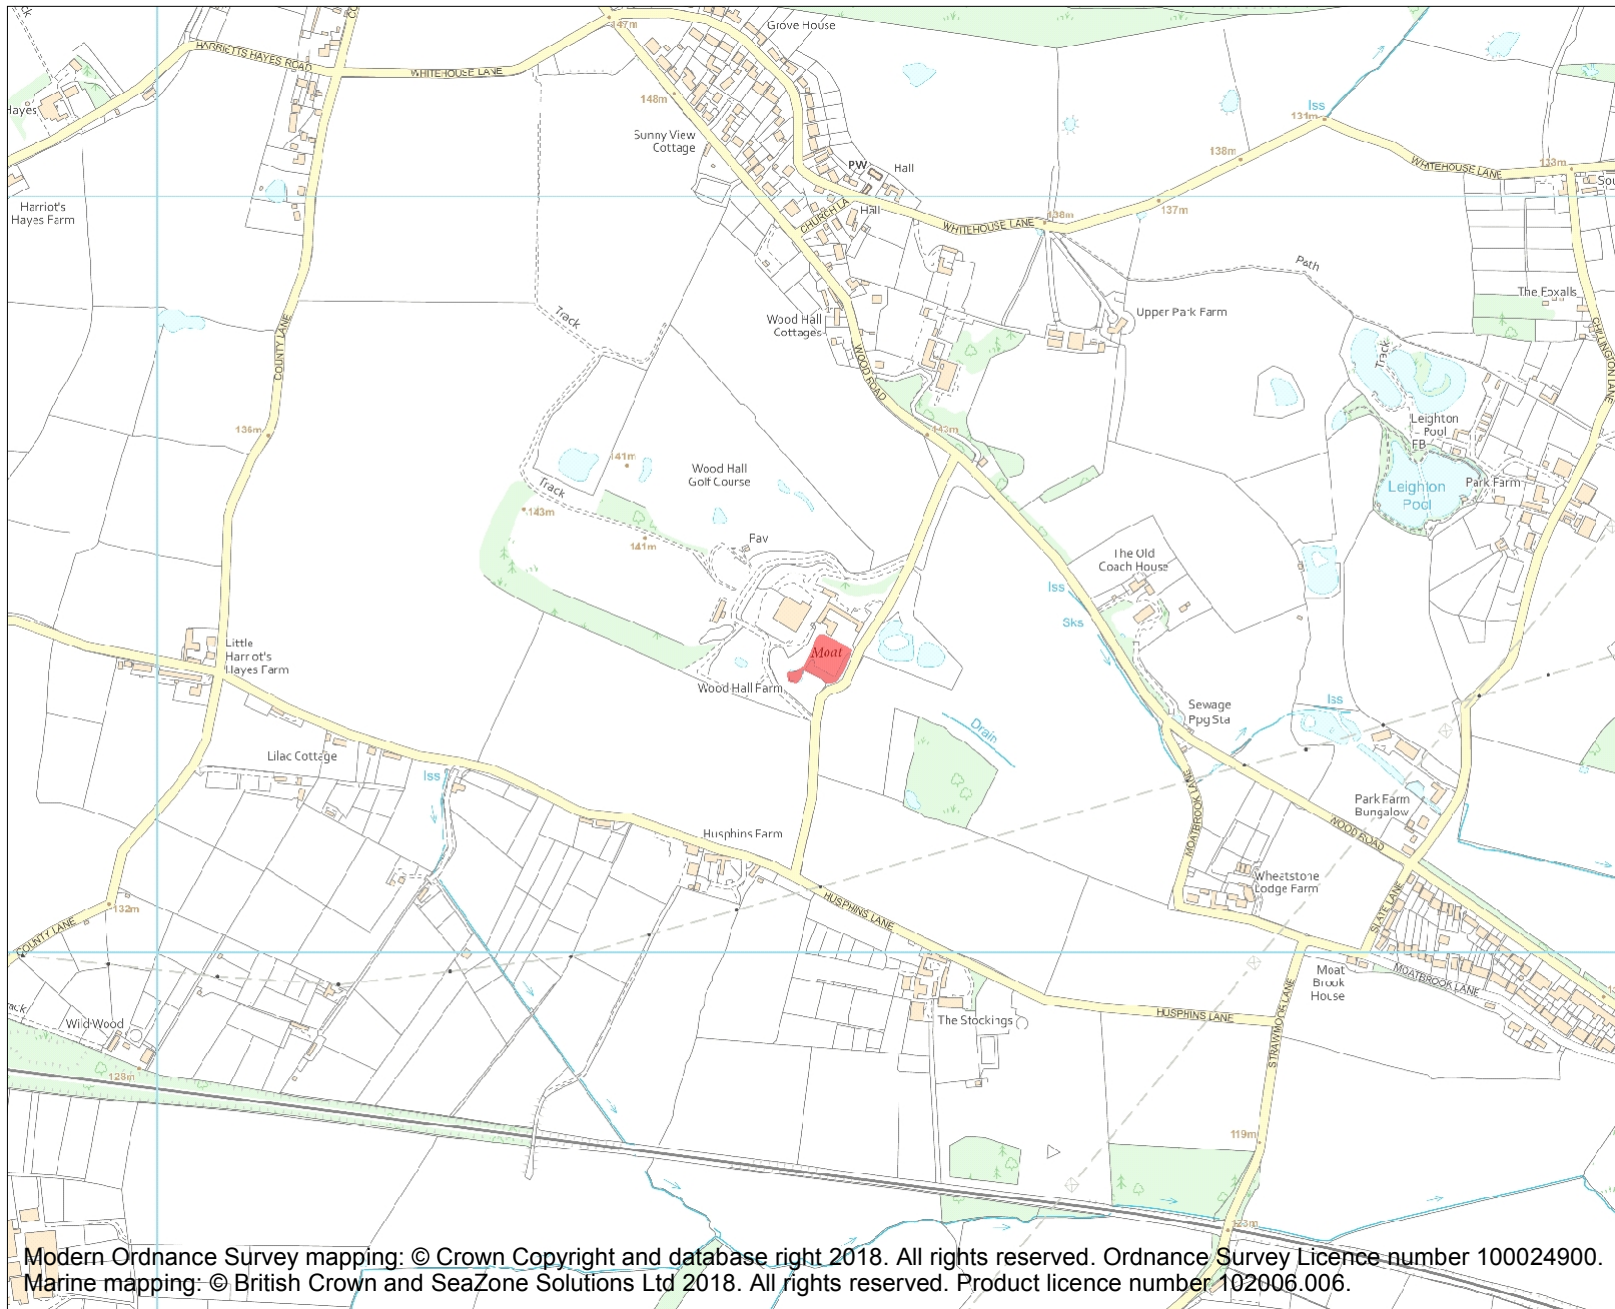 ck
C
147m
Grove House
HARRIETTS HAYES ROAD
WHITEHOUSE LANE
148m
Hayes
Sunny View
Cottage
PW
Hall
Iss
131m
138m
WHITEHOUSE LANE
133m
Sou
Harriot's
Hayes Farm
CHURCH LA
Hall
WHITEHOUSE LANE
138m
137m
Path
The Foxalls
COUNTY LANE
Track
Wood Hall
Cottages
Upper Park Farm
WOOD ROAD
Track
CHILLINGTON LANE
136m
143m
Leighton
Pool
FB
141m
Wood Hall
Golf Course
Track
143m
Leighton
Pool
Park Farm
141m
Pav
The Old
Coach House
Iss
Sks
Little
Harriot's
Hayes Farm
Moat
Wood Hall Farm
Sewage
Ppg Sta
Iss
Drain
Lilac Cottage
Iss
MOATBROOK LANE
Park Farm
Bungalow
WOOD ROAD
Husphins Farm
Wheatstone
Lodge Farm
HUSPHINS LANE
SLATE LANE
132m
COUNTY LANE
Moat
Brook
House
MOATBROOK LANE
rack
Wild Wood
The Stockings
HUSPHINS LANE
STRAWMOOR LANE
128m
119m
Modern Ordnance Survey mapping: © Crown Copyright and database right 2018. All rights reserved. Ordnance Survey Licence number 100024900.
Marine mapping: © British Crown and SeaZone Solutions Ltd 2018. All rights reserved. Product licence number 102006.006.